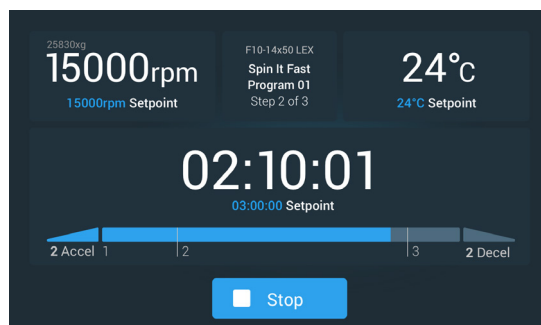 25830xg
15000rpm
15000rpm Setpoint
F10-14x50 LEX
Spin It Fast
Program 01
Step 2 of 3
24°c
24°C Setpoint
02:10:01
03:00:00 Setpoint
2 Accel 1 2 3 2 Decel
Stop